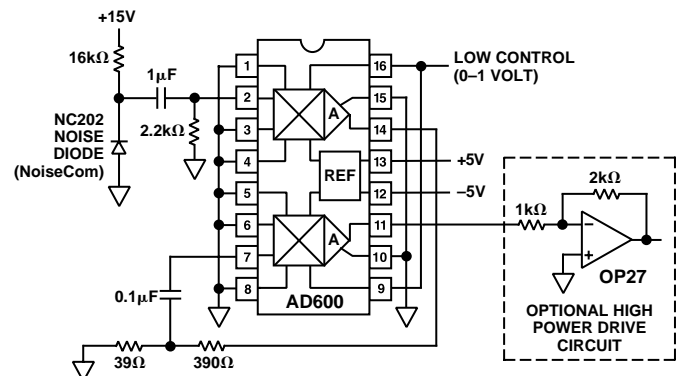 +15V
16kΩ
1µF
NC202
NOISE
DIODE
(NoiseCom)
2.2kΩ
1
2
3
4
5
6
7
8
16
15
14
13
12
11
10
9
A
REF
A
AD600
LOW CONTROL
(0–1 VOLT)
+5V
–5V
0.1µF
39Ω
390Ω
1kΩ
2kΩ
–
+
OP27
OPTIONAL HIGH
POWER DRIVE
CIRCUIT